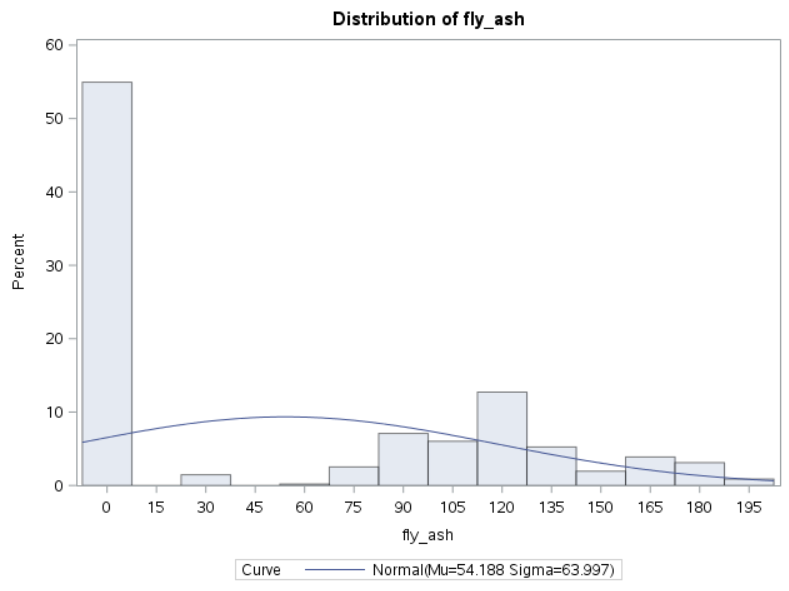 Distribution of fly_ash
60
50
40
30
20
10
0
Percent
0 15 30 45 60 75 90 105 120 135 150 165 180 195
fly_ash
Curve Normal(Mu=54.188 Sigma=63.997)